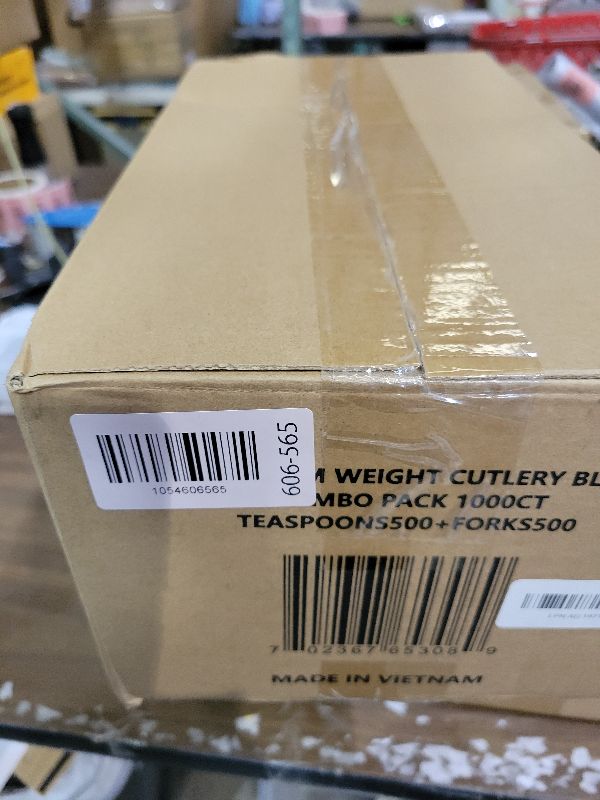 1054606565
606-565
M WEIGHT CUTLERY BL
MBO PACK 1000CT
TEASPOONS500+FORKS500
7 02367 65308 9
MADE IN VIETNAM